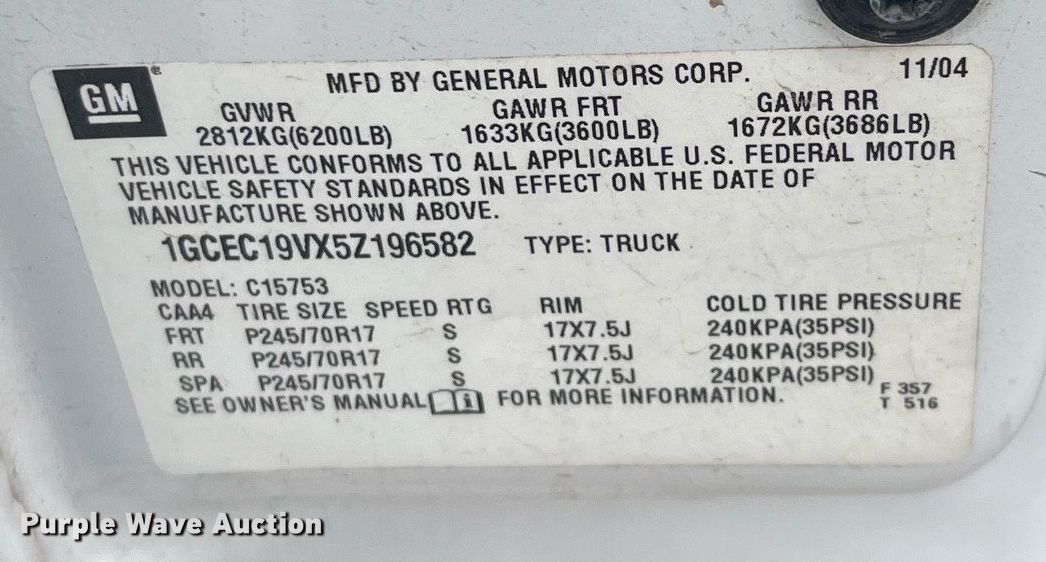 GM ®
MFD BY GENERAL MOTORS CORP. 11/04
GVWR GAWR FRT GAWR RR
2812KG(6200LB) 1633KG(3600LB) 1672KG(3686LB)
THIS VEHICLE CONFORMS TO ALL APPLICABLE U.S. FEDERAL MOTOR
VEHICLE SAFETY STANDARDS IN EFFECT ON THE DATE OF
MANUFACTURE SHOWN ABOVE.
1GCEC19VX5Z196582 TYPE: TRUCK
MODEL: C15753
CAA4 TIRE SIZE SPEED RTG RIM COLD TIRE PRESSURE
FRT P245/70R17 S 17X7.5J 240KPA(35PSI)
RR P245/70R17 S 17X7.5J 240KPA(35PSI)
SPA P245/70R17 S 17X7.5J 240KPA(35PSI)
SEE OWNER'S MANUAL i FOR MORE INFORMATION.
F 357
T 516
Purple Wave Auction